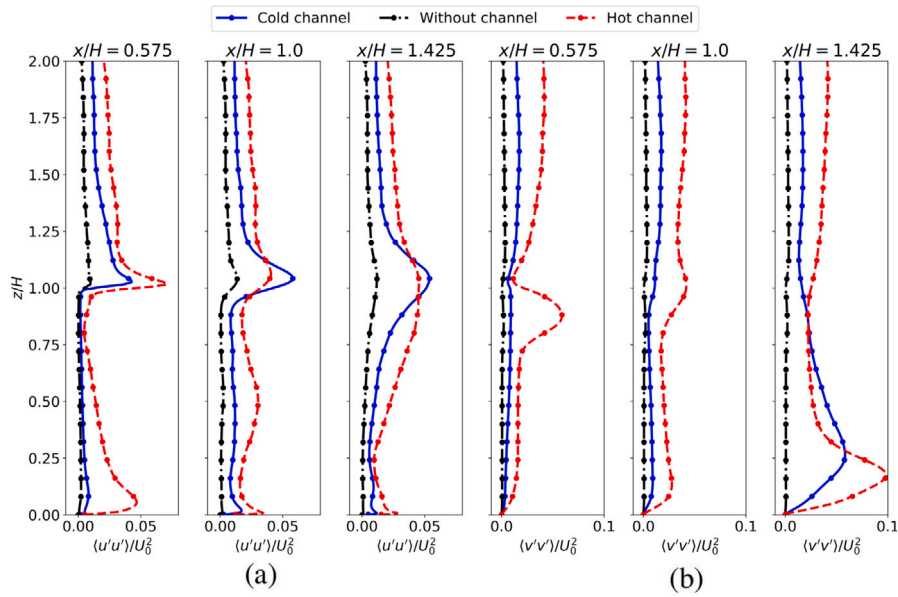 Cold channel Without channel Hot channel
x/H = 0.575 x/H = 1.0 x/H = 1.425 x/H = 0.575 x/H = 1.0 x/H = 1.425
2.00
1.75
1.50
1.25
1.00
0.75
0.50
0.25
0.00
z/H
0.00 0.05 0.00 0.05 0.00 0.05 0.0 0.1 0.0 0.1 0.0 0.1
⟨u'u'⟩/U₀² ⟨u'u'⟩/U₀² ⟨u'u'⟩/U₀² ⟨v'v'⟩/U₀² ⟨v'v'⟩/U₀² ⟨v'v'⟩/U₀²
(a) (b)